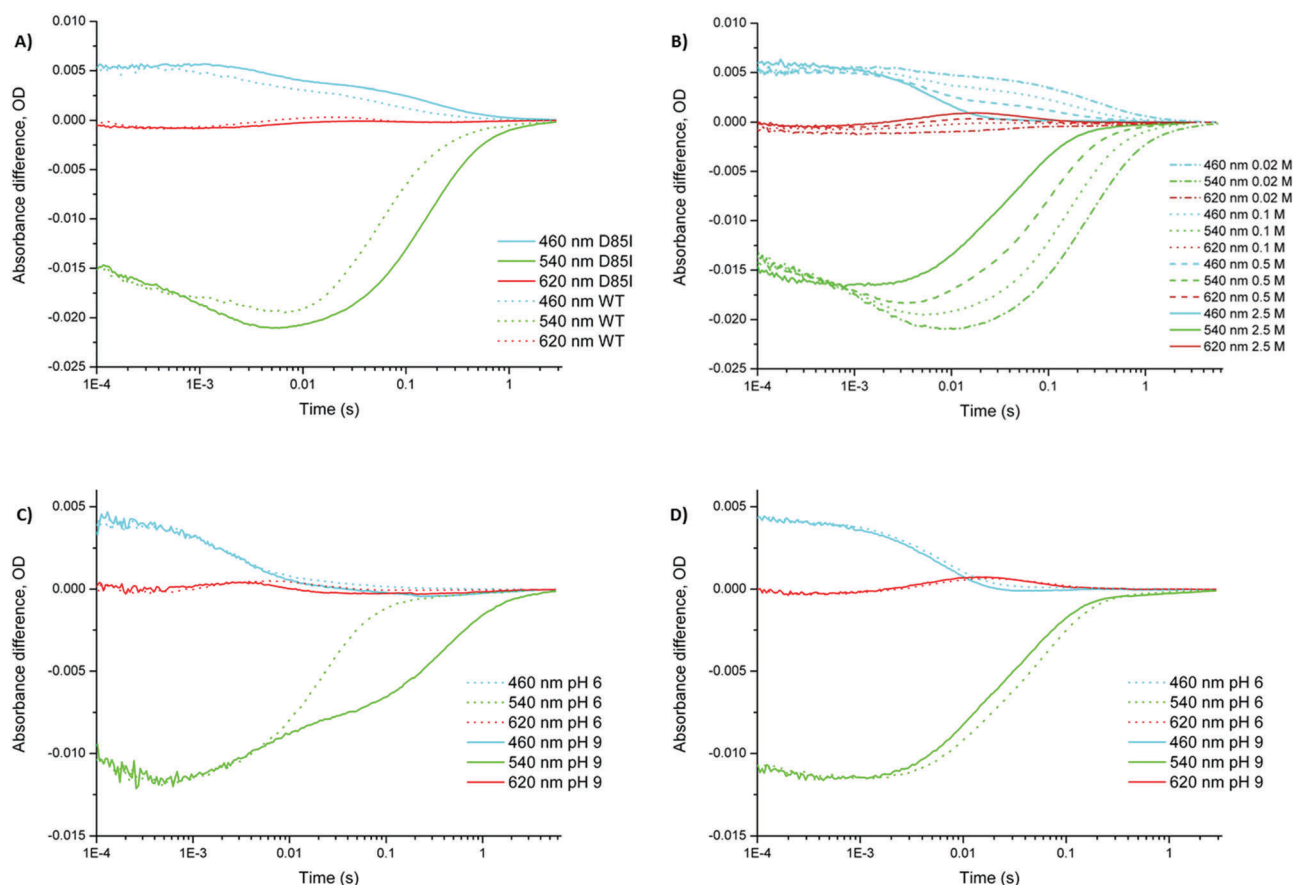 A)
0.010
0.005
0.000
-0.005
-0.010
-0.015
-0.020
-0.025
Absorbance difference, OD
1E-4
1E-3
0.01
0.1
1
Time (s)
460 nm D85I
540 nm D85I
620 nm D85I
460 nm WT
540 nm WT
620 nm WT
B)
0.010
0.005
0.000
-0.005
-0.010
-0.015
-0.020
-0.025
Absorbance difference, OD
1E-4
1E-3
0.01
0.1
1
Time (s)
460 nm 0.02 M
540 nm 0.02 M
620 nm 0.02 M
460 nm 0.1 M
540 nm 0.1 M
620 nm 0.1 M
460 nm 0.5 M
540 nm 0.5 M
620 nm 0.5 M
460 nm 2.5 M
540 nm 2.5 M
620 nm 2.5 M
C)
0.005
0.000
-0.005
-0.010
-0.015
Absorbance difference, OD
1E-4
1E-3
0.01
0.1
1
Time (s)
460 nm pH 6
540 nm pH 6
620 nm pH 6
460 nm pH 9
540 nm pH 9
620 nm pH 9
D)
0.005
0.000
-0.005
-0.010
-0.015
Absorbance difference, OD
1E-4
1E-3
0.01
0.1
1
Time (s)
460 nm pH 6
540 nm pH 6
620 nm pH 6
460 nm pH 9
540 nm pH 9
620 nm pH 9